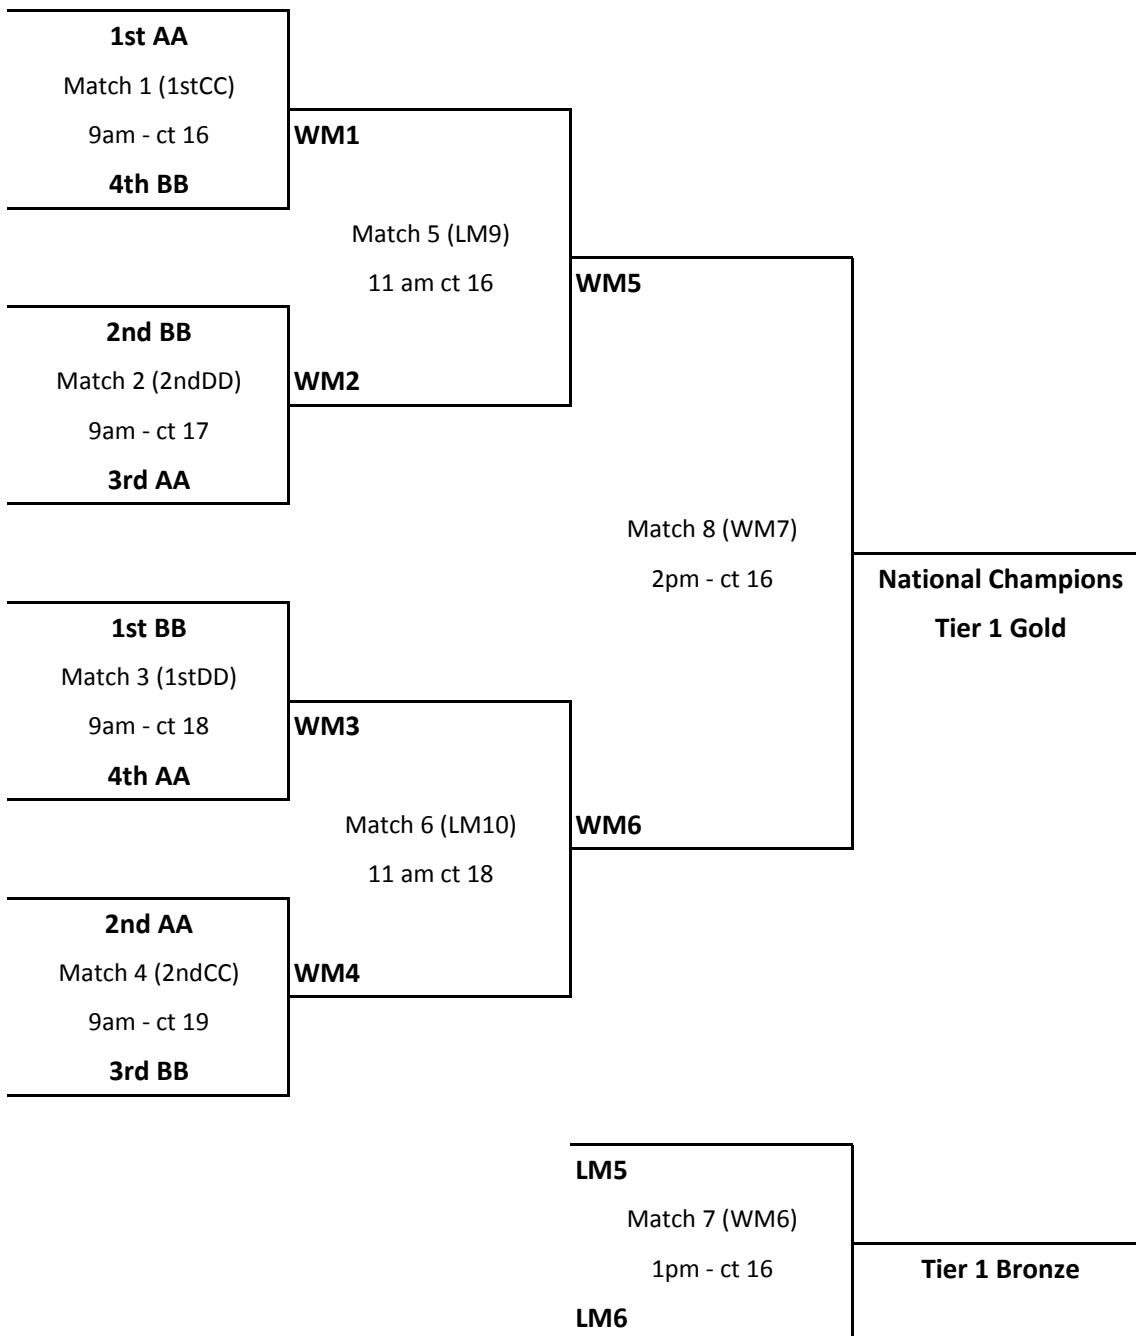 1st AA
Match 1 (1stCC)
9am - ct 16
4th BB
WM1
Match 5 (LM9)
11 am ct 16
WM5
2nd BB
Match 2 (2ndDD)
9am - ct 17
3rd AA
WM2
Match 8 (WM7)
2pm - ct 16
National Champions
Tier 1 Gold
1st BB
Match 3 (1stDD)
9am - ct 18
4th AA
WM3
Match 6 (LM10)
11 am ct 18
WM6
2nd AA
Match 4 (2ndCC)
9am - ct 19
3rd BB
WM4
LM5
Match 7 (WM6)
1pm - ct 16
LM6
Tier 1 Bronze